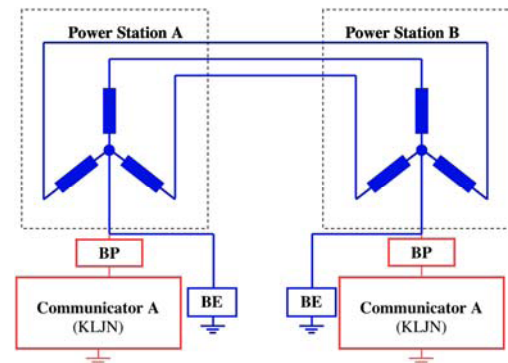 Power Station A
Power Station B
BP
BP
BE
BE
Communicator A
(KLJN)
Communicator A
(KLJN)